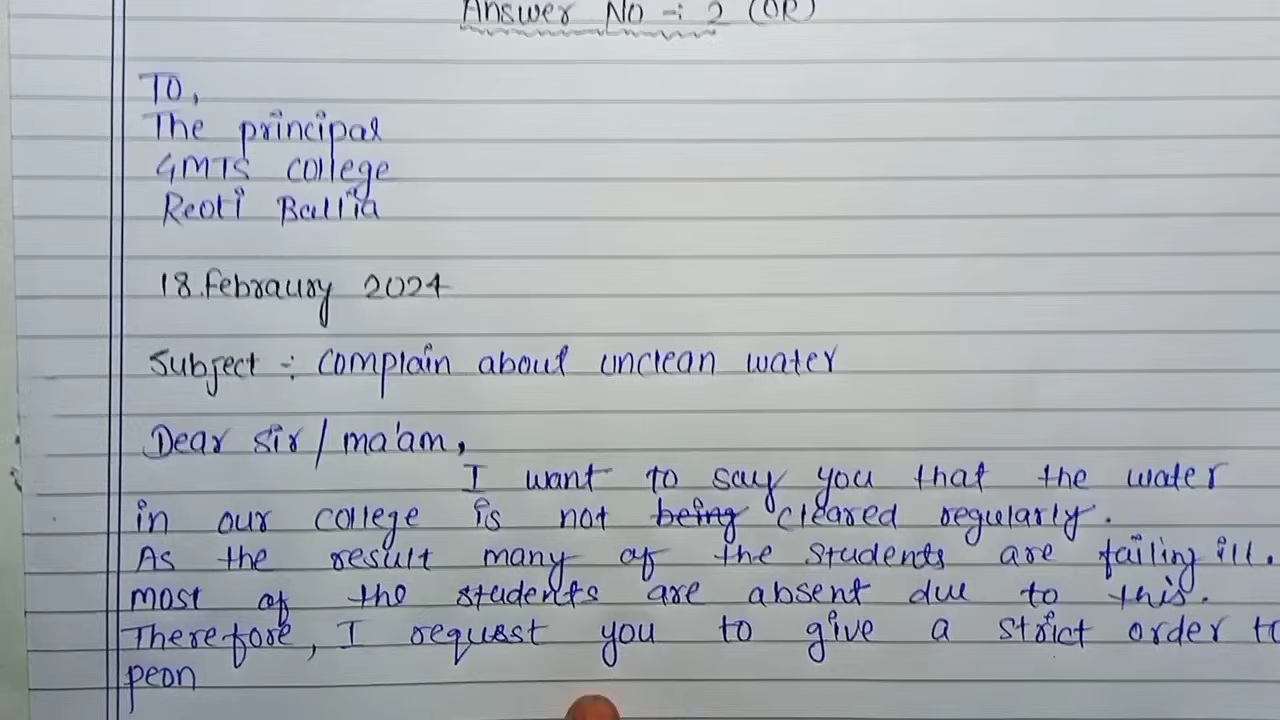 Answer No -: 2 (OR)
TO,
The principal
GMTS college
Reoti Ballia
18.Febraury 2024
Subject -: complain about unclean water
Dear sir/ma'am,
I want to say you that the water
in our college is not being cleared regularly.
As the result many of the students are failing ill.
most of the students are absent due to this.
Therefore, I request you to give a strict order to
peon